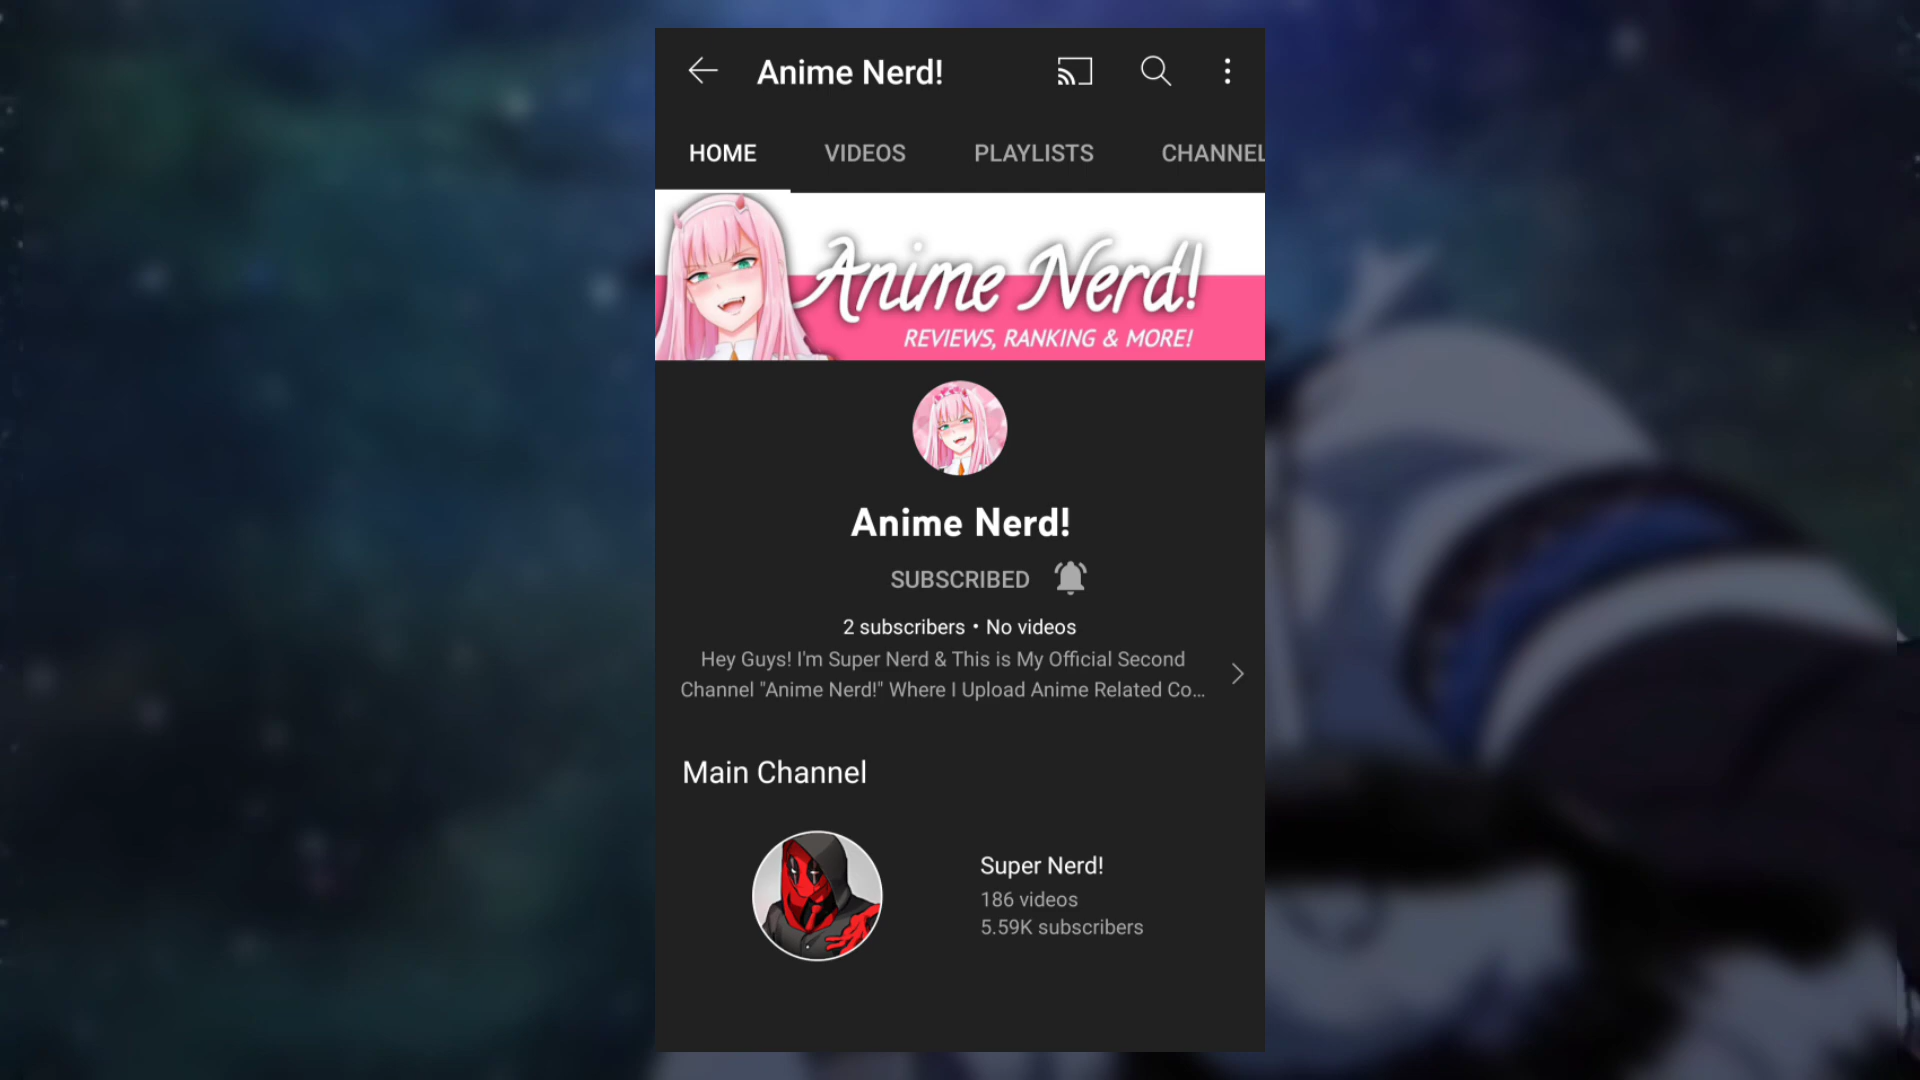 Anime Nerd!
HOME VIDEOS PLAYLISTS CHANNEL
Anime Nerd!
REVIEWS, RANKING & MORE!
Anime Nerd!
SUBSCRIBED
2 subscribers • No videos
Hey Guys! I'm Super Nerd & This is My Official Second
Channel "Anime Nerd!" Where I Upload Anime Related Co...
Main Channel
Super Nerd!
186 videos
5.59K subscribers